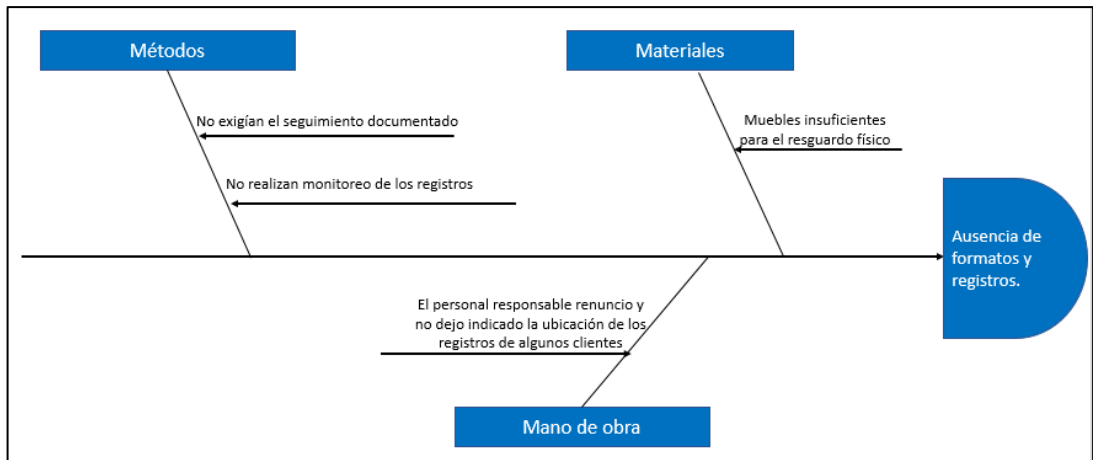 Métodos
Materiales
No exigían el seguimiento documentado
Muebles insuficientes
para el resguardo físico
No realizan monitoreo de los registros
Ausencia de
formatos y
registros.
El personal responsable renuncio y
no dejo indicado la ubicación de los
registros de algunos clientes
Mano de obra